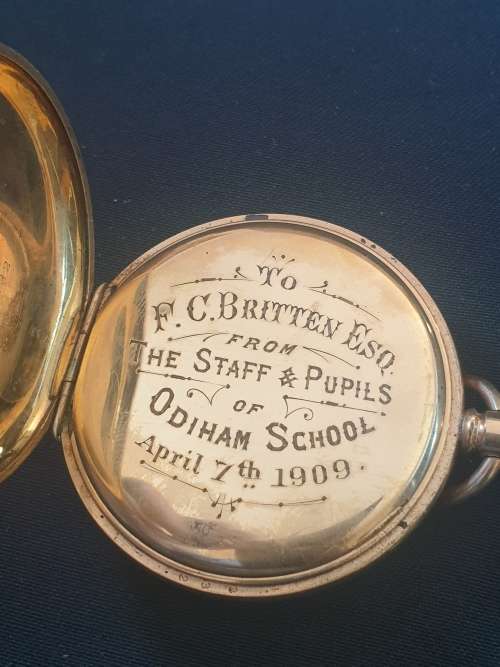 To
F. C. BRITTEN ESQ.
FROM
THE STAFF & PUPILS
OF
ODIHAM SCHOOL
April 7th 1909.